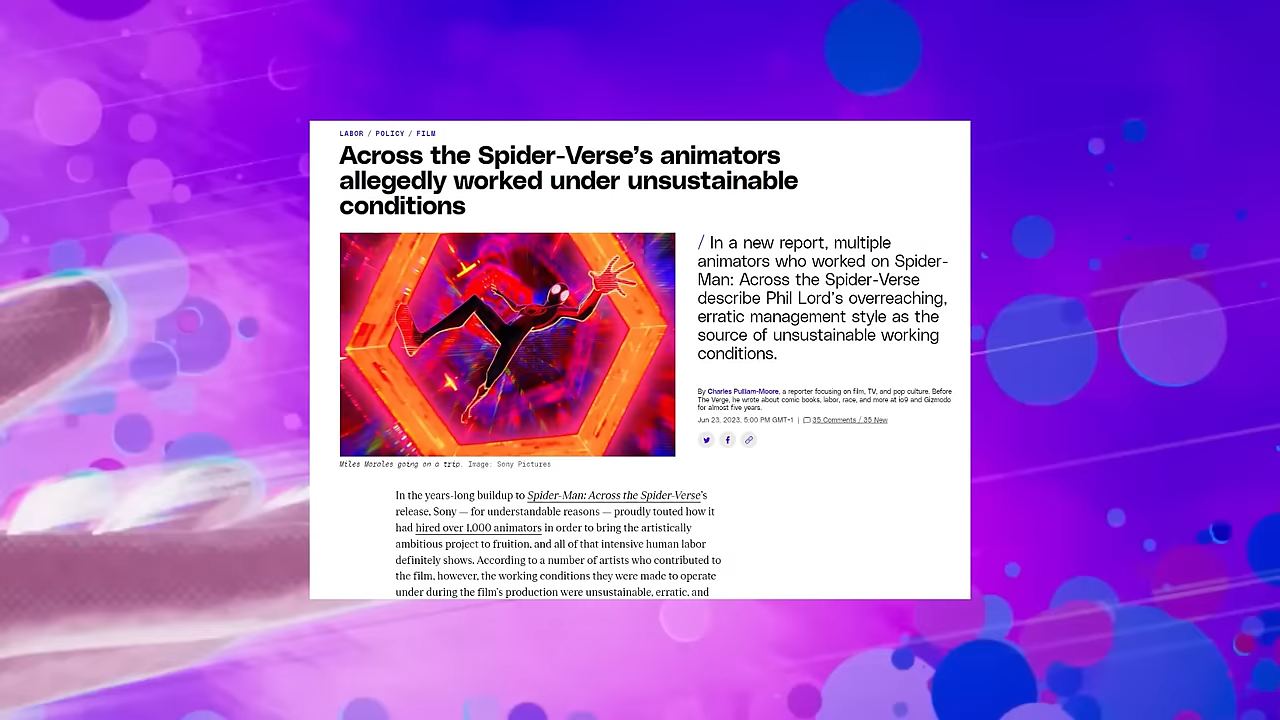 LABOR / POLICY / FILM
Across the Spider-Verse’s animators
allegedly worked under unsustainable
conditions
/ In a new report, multiple
animators who worked on Spider-
Man: Across the Spider-Verse
describe Phil Lord’s overreaching,
erratic management style as the
source of unsustainable working
conditions.
By Charles Pulliam-Moore, a reporter focusing on film, TV, and pop culture. Before
The Verge, he wrote about comic books, labor, race, and more at io9 and Gizmodo
for almost five years.
Jun 23, 2023, 5:00 PM GMT+1 | 35 Comments / 35 New
Miles Morales going on a trip. Image: Sony Pictures
In the years-long buildup to Spider-Man: Across the Spider-Verse’s
release, Sony — for understandable reasons — proudly touted how it
had hired over 1,000 animators in order to bring the artistically
ambitious project to fruition, and all of that intensive human labor
definitely shows. According to a number of artists who contributed to
the film, however, the working conditions they were made to operate
under during the film’s production were unsustainable, erratic, and